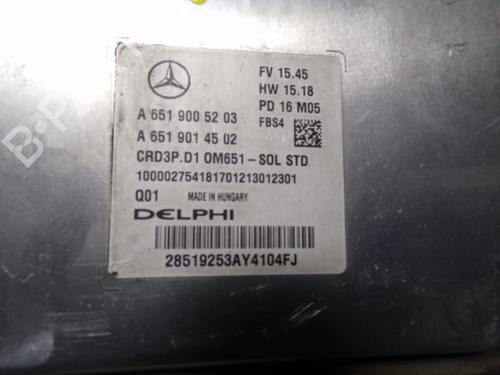 FV 15.45
HW 15.18
PD 16 M05
FBS4
A 651 900 52 03
A 651 901 45 02
CRD3P.D1 OM651-SOL STD
10000275418170121301​2301
Q01 MADE IN HUNGARY
DELPHI
28519253AY4104FJ